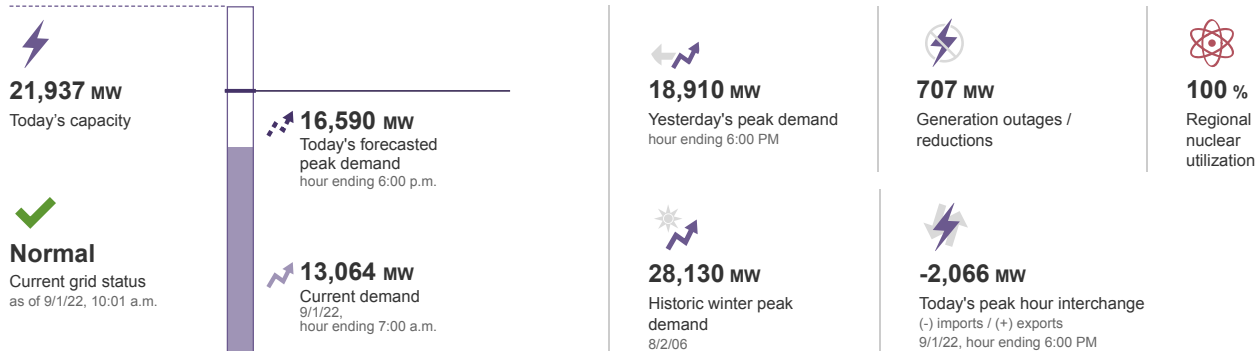 21,937 MW
Today's capacity
Normal
Current grid status
as of 9/1/22, 10:01 a.m.
16,590 MW
Today's forecasted
peak demand
hour ending 6:00 p.m.
13,064 MW
Current demand
9/1/22,
hour ending 7:00 a.m.
18,910 MW
Yesterday's peak demand
hour ending 6:00 PM
707 MW
Generation outages /
reductions
100 %
Regional
nuclear
utilization
28,130 MW
Historic winter peak
demand
8/2/06
-2,066 MW
Today's peak hour interchange
(-) imports / (+) exports
9/1/22, hour ending 6:00 PM